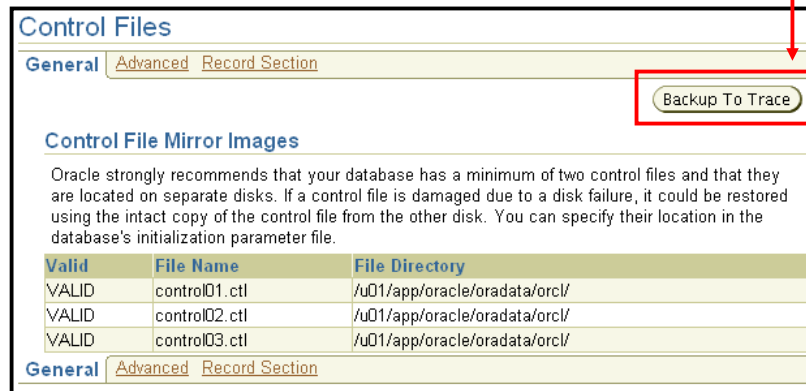 Control Files
General Advanced Record Section
Backup To Trace
Control File Mirror Images
Oracle strongly recommends that your database has a minimum of two control files and that they
are located on separate disks. If a control file is damaged due to a disk failure, it could be restored
using the intact copy of the control file from the other disk. You can specify their location in the
database's initialization parameter file.
Valid File Name File Directory
VALID control01.ctl /u01/app/oracle/oradata/orcl/
VALID control02.ctl /u01/app/oracle/oradata/orcl/
VALID control03.ctl /u01/app/oracle/oradata/orcl/
General Advanced Record Section